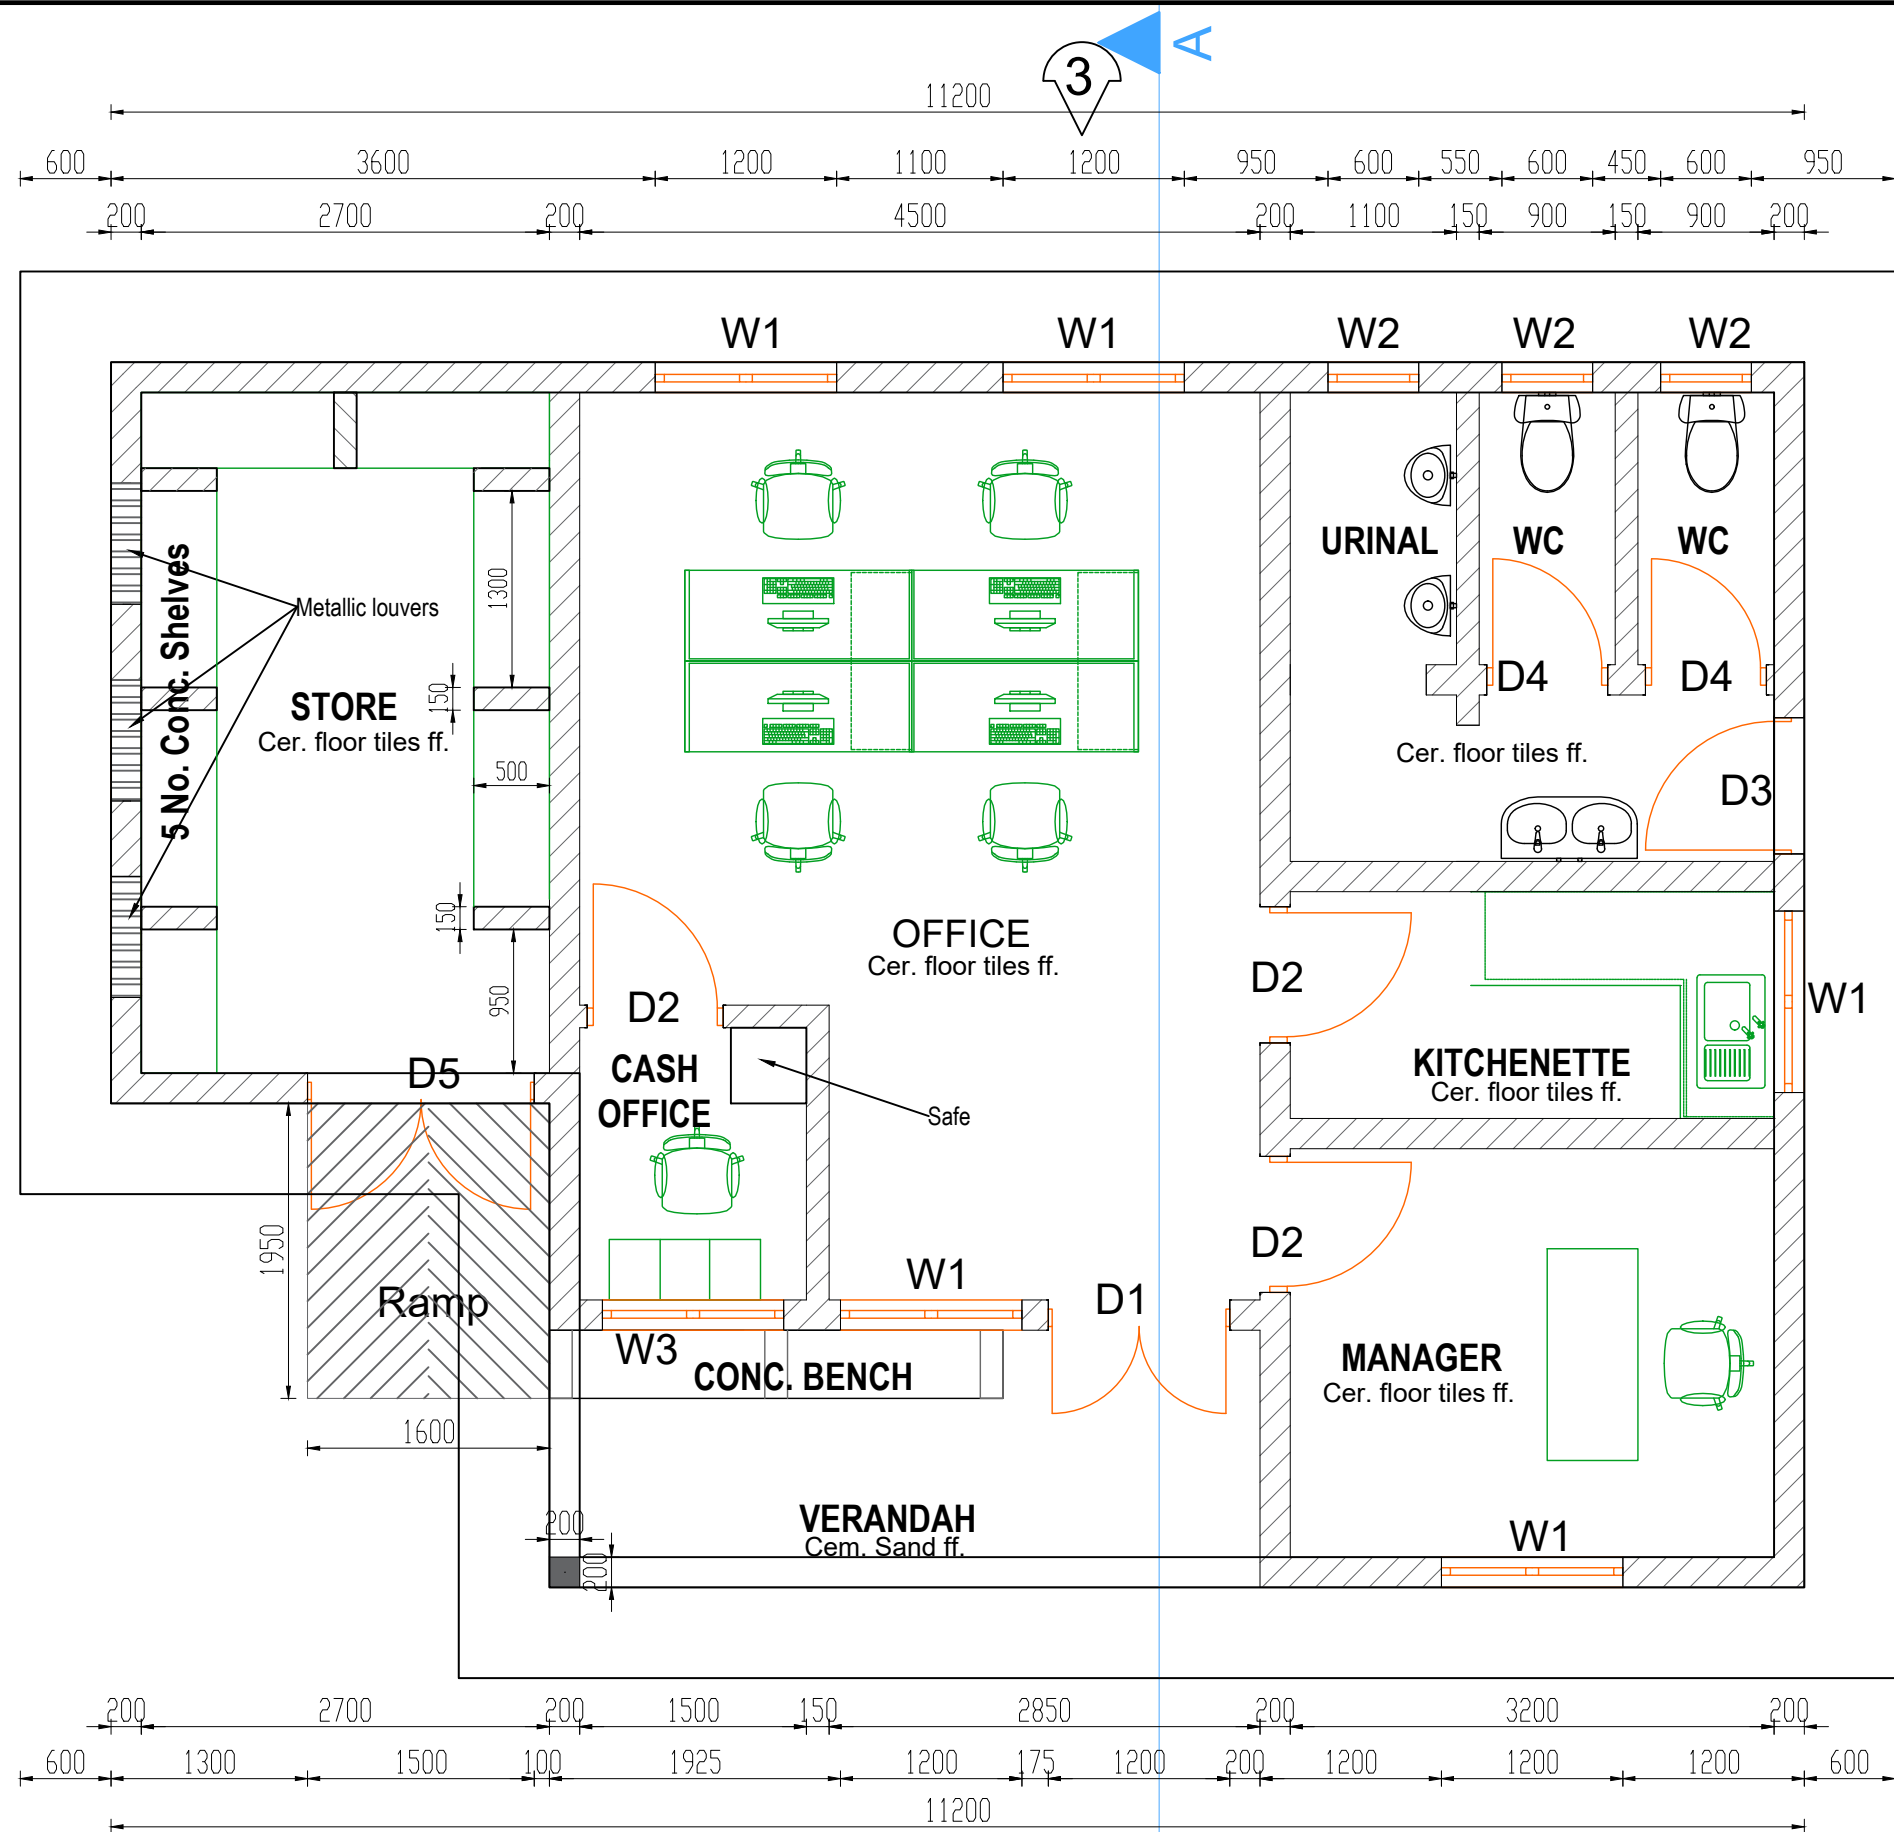 A
3
11200
600 3600 1200 1100 1200 950 600 550 600 450 600 950
200 2700 200 4500 200 1100 150 900 150 900 200
W1 W1 W2 W2 W2
URINAL WC WC
5 No. Conc. Shelves
Metallic louvers
1300
150
STORE
Cer. floor tiles ff.
500
D4 D4
Cer. floor tiles ff.
D3
150
OFFICE
Cer. floor tiles ff.
950
D2
D2
W1
D5
CASH
OFFICE
Safe
KITCHENETTE
Cer. floor tiles ff.
1950
Ramp
W1
D1
D2
W3
CONC. BENCH
MANAGER
Cer. floor tiles ff.
1600
VERANDAH
Cem. Sand ff.
200
200
W1
200 2700 200 1500 150 2850 200 3200 200
600 1300 1500 100 1925 1200 175 1200 200 1200 1200 1200 600
11200